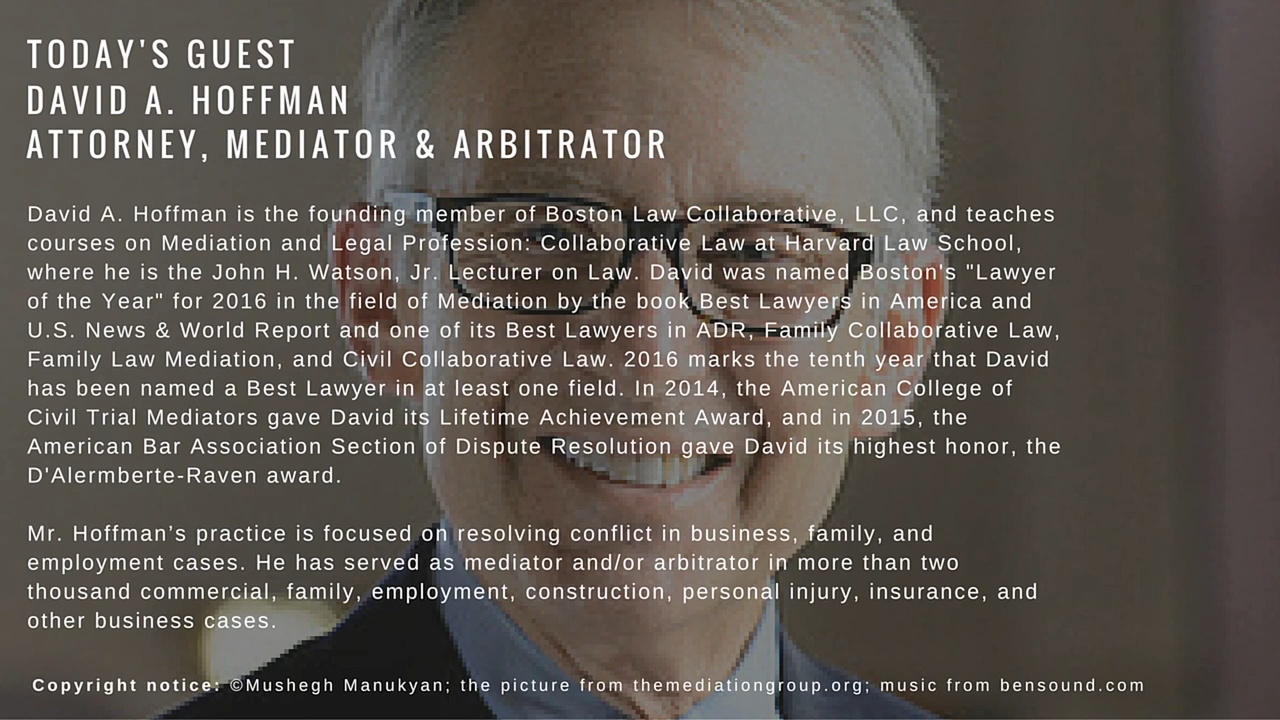 TODAY'S GUEST
DAVID A. HOFFMAN
ATTORNEY, MEDIATOR & ARBITRATOR
David A. Hoffman is the founding member of Boston Law Collaborative, LLC, and teaches
courses on Mediation and Legal Profession: Collaborative Law at Harvard Law School,
where he is the John H. Watson, Jr. Lecturer on Law. David was named Boston's "Lawyer
of the Year" for 2016 in the field of Mediation by the book Best Lawyers in America and
U.S. News & World Report and one of its Best Lawyers in ADR, Family Collaborative Law,
Family Law Mediation, and Civil Collaborative Law. 2016 marks the tenth year that David
has been named a Best Lawyer in at least one field. In 2014, the American College of
Civil Trial Mediators gave David its Lifetime Achievement Award, and in 2015, the
American Bar Association Section of Dispute Resolution gave David its highest honor, the
D'Alermberte-Raven award.
Mr. Hoffman’s practice is focused on resolving conflict in business, family, and
employment cases. He has served as mediator and/or arbitrator in more than two
thousand commercial, family, employment, construction, personal injury, insurance, and
other business cases.
Copyright notice: ©Mushegh Manukyan; the picture from themediationgroup.org; music from bensound.com